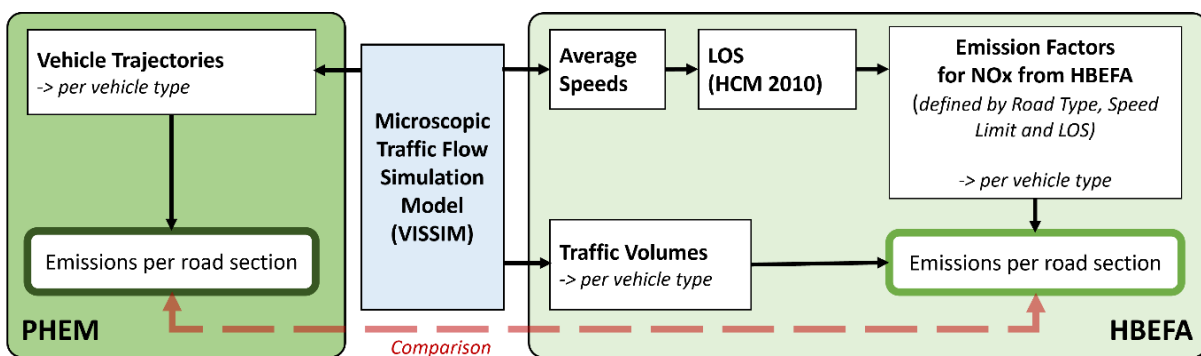 Vehicle Trajectories
-> per vehicle type
Emissions per road section
PHEM
Microscopic
Traffic Flow
Simulation
Model
(VISSIM)
Average
Speeds
LOS
(HCM 2010)
Emission Factors
for NOx from HBEFA
(defined by Road Type, Speed
Limit and LOS)
-> per vehicle type
Traffic Volumes
-> per vehicle type
Emissions per road section
HBEFA
Comparison